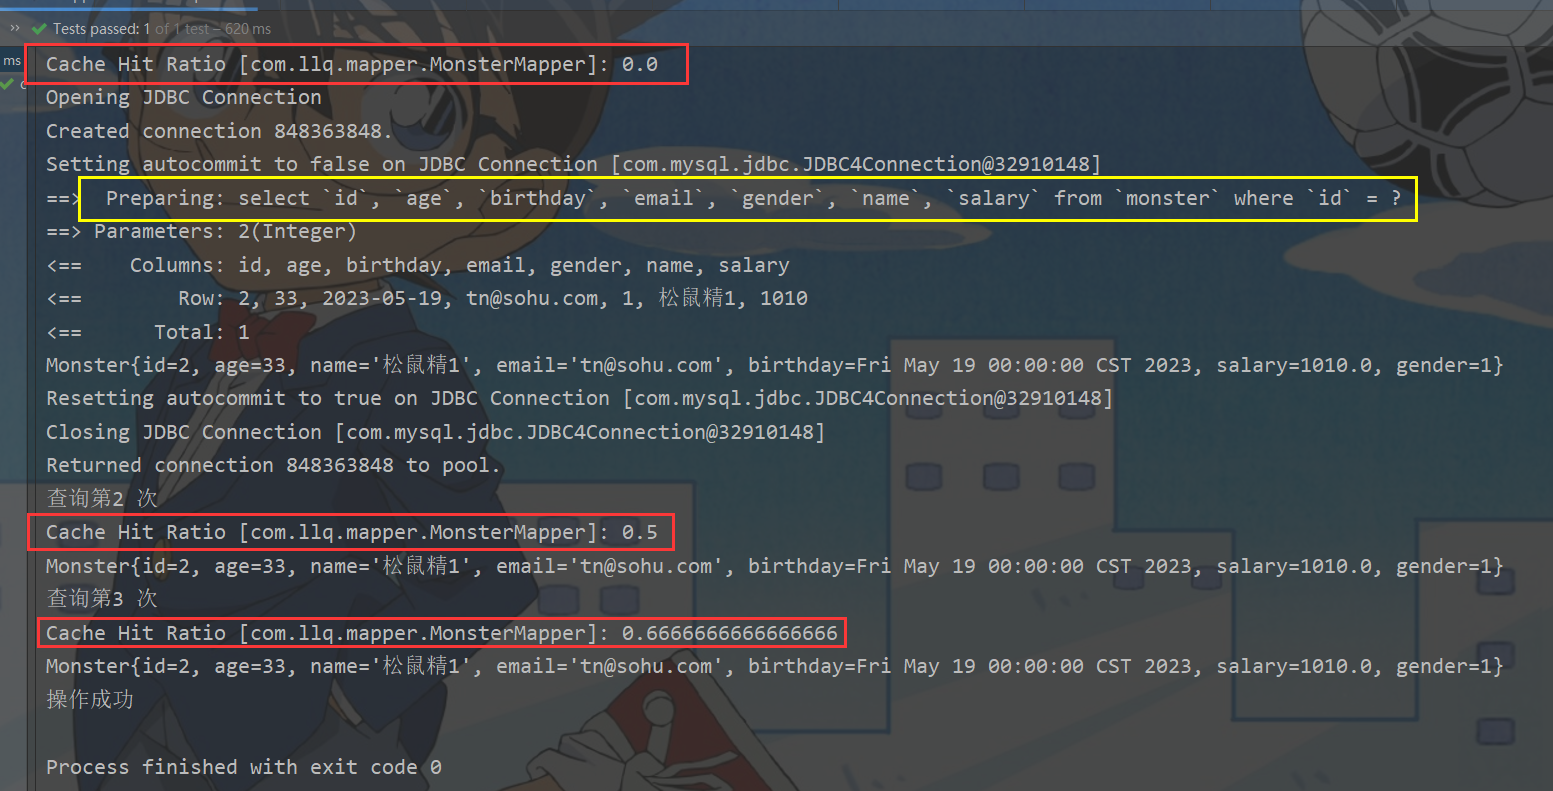 Tests passed: 1 of 1 test – 620 ms
ms
Cache Hit Ratio [com.llq.mapper.MonsterMapper]: 0.0
Opening JDBC Connection
Created connection 848363848.
Setting autocommit to false on JDBC Connection [com.mysql.jdbc.JDBC4Connection@32910148]
==>  Preparing: select `id`, `age`, `birthday`, `email`, `gender`, `name`, `salary` from `monster` where `id` = ?
==> Parameters: 2(Integer)
<==    Columns: id, age, birthday, email, gender, name, salary
<==        Row: 2, 33, 2023-05-19, tn@sohu.com, 1, 松鼠精1, 1010
<==      Total: 1
Monster{id=2, age=33, name='松鼠精1', email='tn@sohu.com', birthday=Fri May 19 00:00:00 CST 2023, salary=1010.0, gender=1}
Resetting autocommit to true on JDBC Connection [com.mysql.jdbc.JDBC4Connection@32910148]
Closing JDBC Connection [com.mysql.jdbc.JDBC4Connection@32910148]
Returned connection 848363848 to pool.
查询第2 次
Cache Hit Ratio [com.llq.mapper.MonsterMapper]: 0.5
Monster{id=2, age=33, name='松鼠精1', email='tn@sohu.com', birthday=Fri May 19 00:00:00 CST 2023, salary=1010.0, gender=1}
查询第3 次
Cache Hit Ratio [com.llq.mapper.MonsterMapper]: 0.6666666666666666
Monster{id=2, age=33, name='松鼠精1', email='tn@sohu.com', birthday=Fri May 19 00:00:00 CST 2023, salary=1010.0, gender=1}
操作成功
Process finished with exit code 0